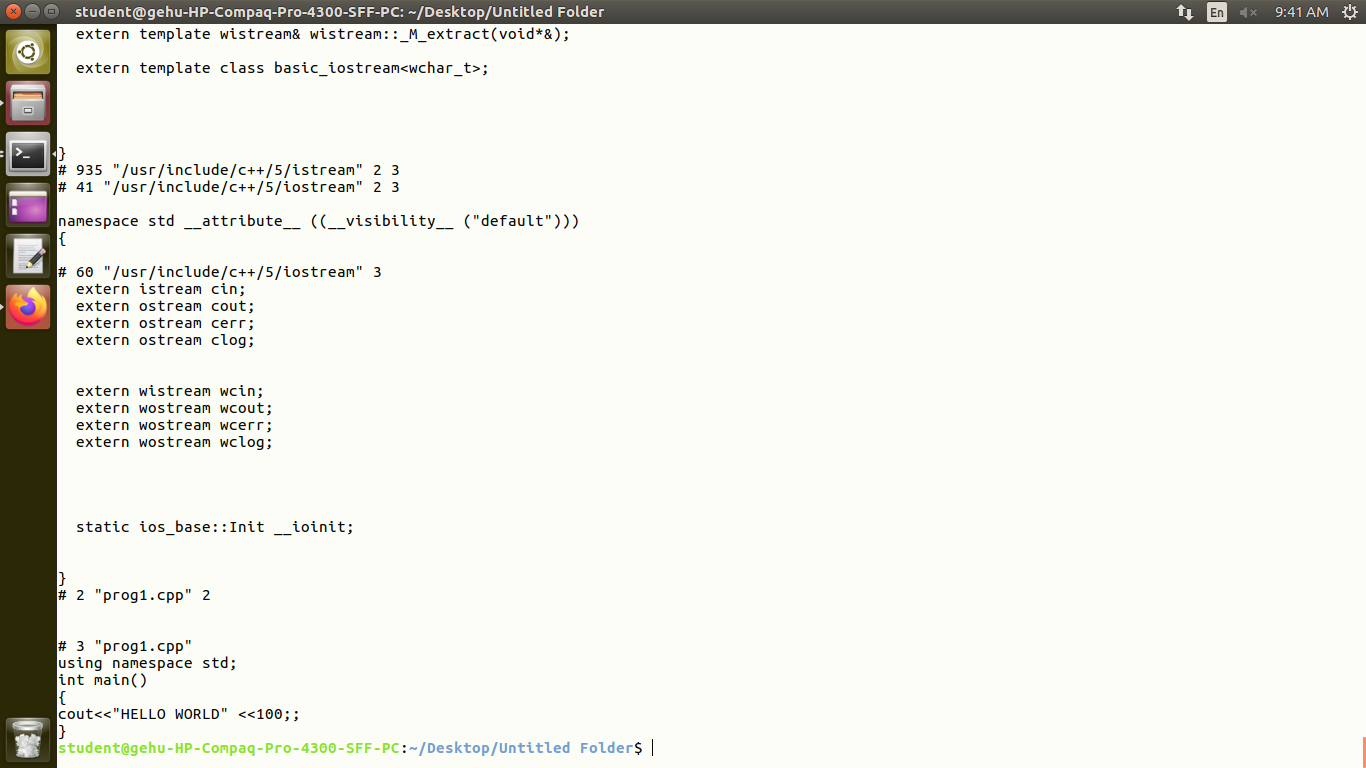 student@gehu-HP-Compaq-Pro-4300-SFF-PC: ~/Desktop/Untitled Folder
En
9:41 AM
extern template wistream& wistream::_M_extract(void*&);
extern template class basic_iostream<wchar_t>;
}
# 935 "/usr/include/c++/5/istream" 2 3
# 41 "/usr/include/c++/5/iostream" 2 3
namespace std __attribute__ ((__visibility__ ("default")))
{
# 60 "/usr/include/c++/5/iostream" 3
extern istream cin;
extern ostream cout;
extern ostream cerr;
extern ostream clog;
extern wistream wcin;
extern wostream wcout;
extern wostream wcerr;
extern wostream wclog;
static ios_base::Init __ioinit;
}
# 2 "prog1.cpp" 2
# 3 "prog1.cpp"
using namespace std;
int main()
{
cout<<"HELLO WORLD" <<100;;
}
student@gehu-HP-Compaq-Pro-4300-SFF-PC:~/Desktop/Untitled Folder$